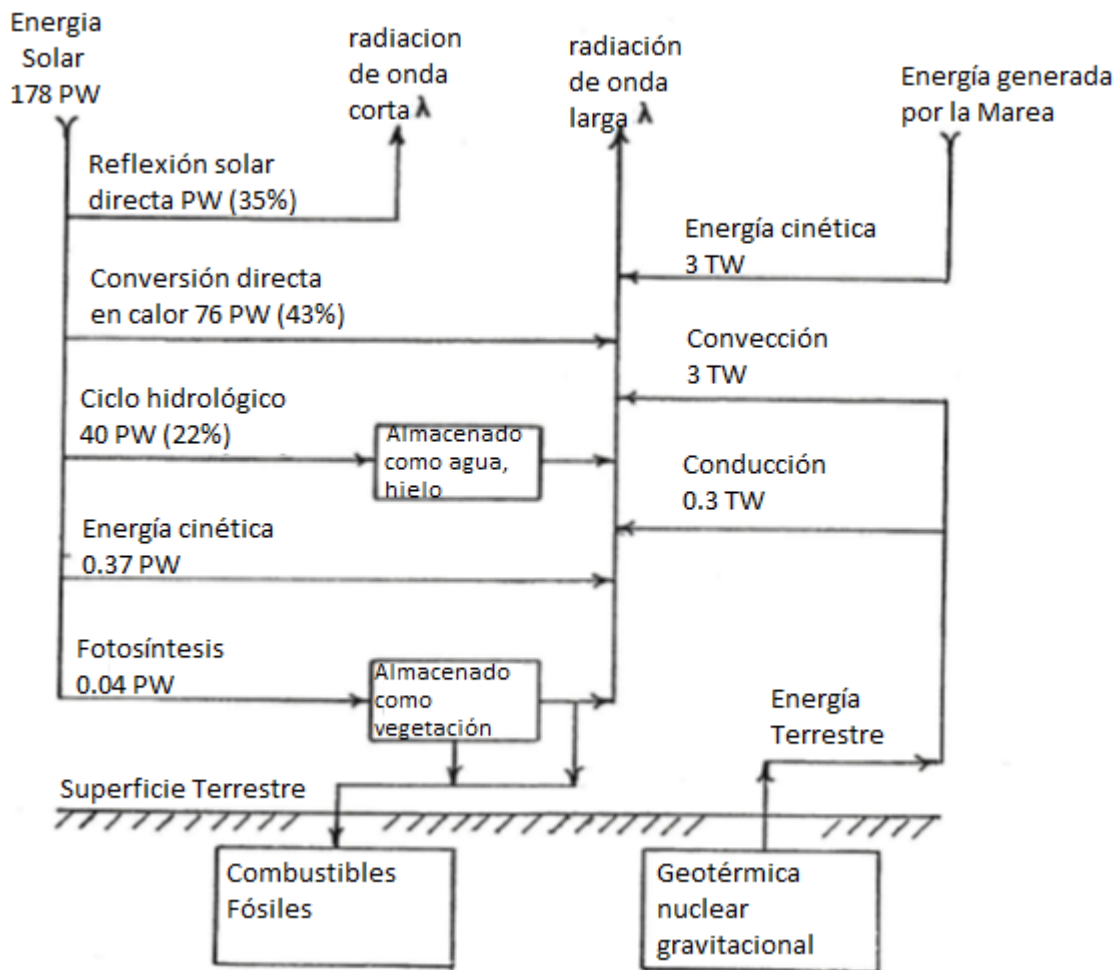 Energia
Solar
178 PW
radiacion
de onda
corta λ
radiación
de onda
larga λ
Energía generada
por la Marea
Reflexión solar
directa PW (35%)
Energía cinética
3 TW
Conversión directa
en calor 76 PW (43%)
Convección
3 TW
Ciclo hidrológico
40 PW (22%)
Almacenado
como agua,
hielo
Conducción
0.3 TW
Energía cinética
0.37 PW
Fotosíntesis
0.04 PW
Almacenado
como
vegetación
Energía
Terrestre
Superficie Terrestre
Combustibles
Fósiles
Geotérmica
nuclear
gravitacional